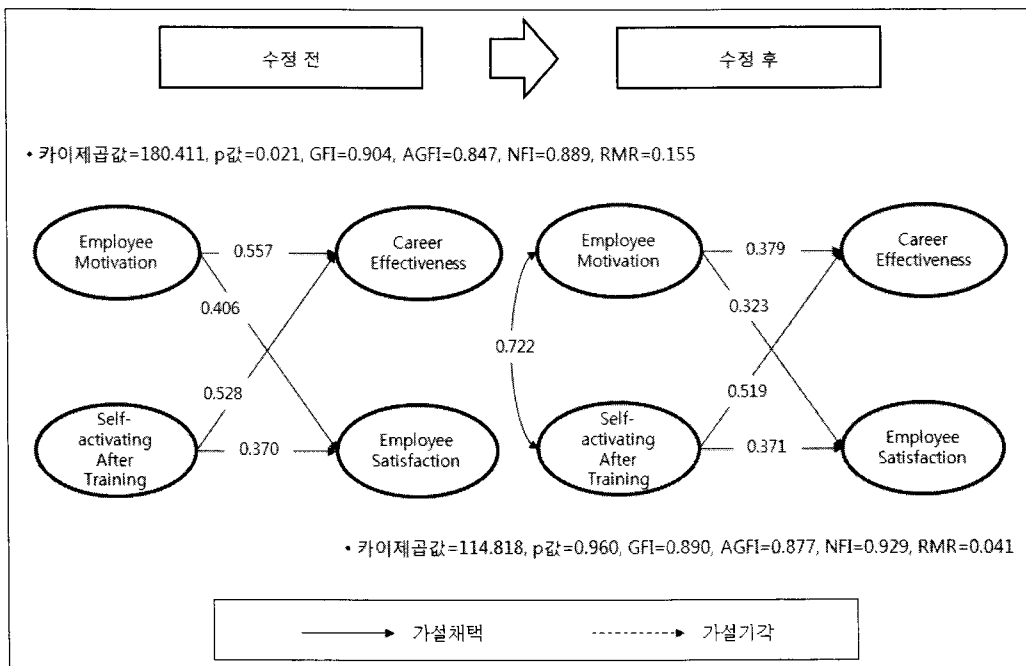 수정 전
수정 후
• 카이제곱값=180.411, p값=0.021, GFI=0.904, AGFI=0.847, NFI=0.889, RMR=0.155
Employee
Motivation
0.557
Career
Effectiveness
0.406
0.528
Self-
activating
After
Training
0.370
Employee
Satisfaction
Employee
Motivation
0.379
Career
Effectiveness
0.323
0.722
0.519
Self-
activating
After
Training
0.371
Employee
Satisfaction
• 카이제곱값=114.818, p값=0.960, GFI=0.890, AGFI=0.877, NFI=0.929, RMR=0.041
가설채택
가설기각